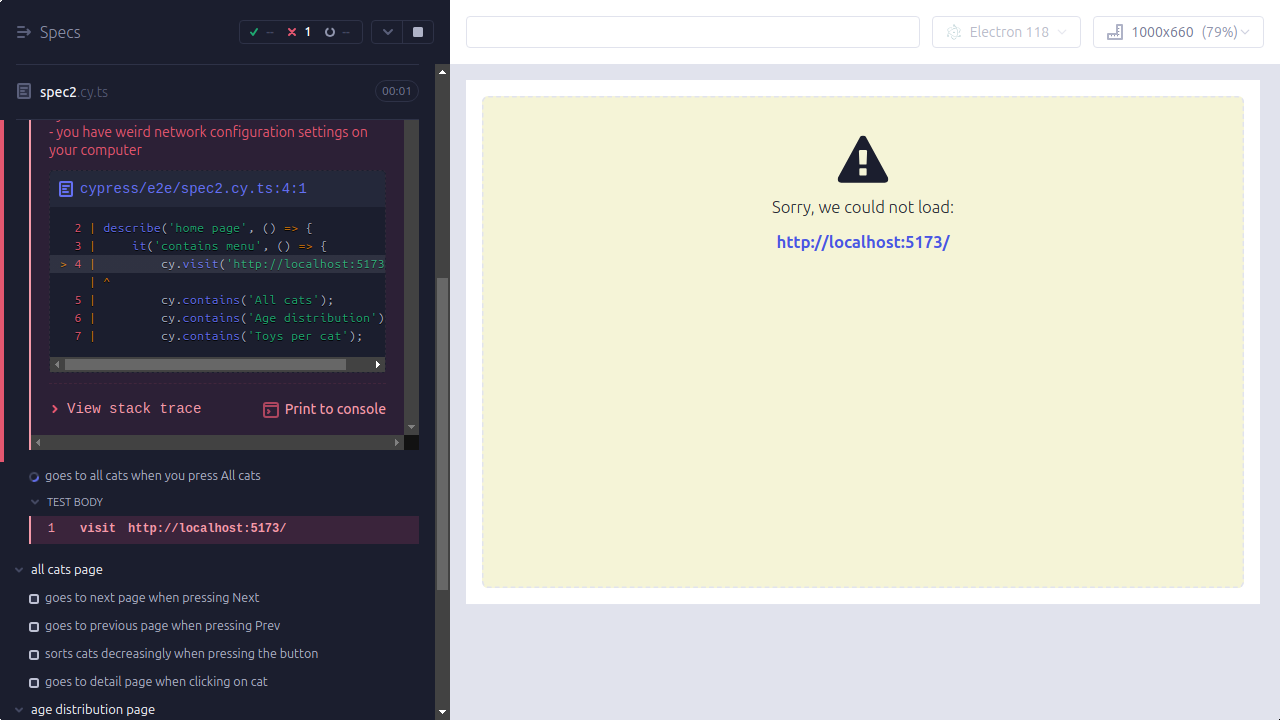 Specs
-- 1 --
Electron 118
1000x660 (79%)
spec2.cy.ts
00:01
- you have weird network configuration settings on
your computer
cypress/e2e/spec2.cy.ts:4:1
2 | describe('home page', () => {
3 |     it('contains menu', () => {
> 4 |         cy.visit('http://localhost:5173
| ^
5 |         cy.contains('All cats');
6 |         cy.contains('Age distribution')
7 |         cy.contains('Toys per cat');
View stack trace
Print to console
goes to all cats when you press All cats
TEST BODY
1 visit http://localhost:5173/
all cats page
goes to next page when pressing Next
goes to previous page when pressing Prev
sorts cats decreasingly when pressing the button
goes to detail page when clicking on cat
age distribution page
Sorry, we could not load:
http://localhost:5173/